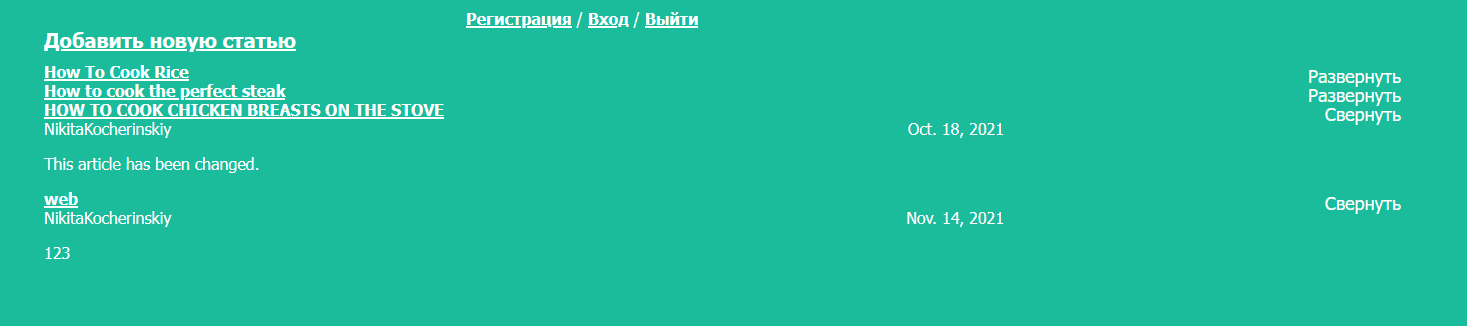 Регистрация / Вход / Выйти
Добавить новую статью
How To Cook Rice Развернуть
How to cook the perfect steak Развернуть
HOW TO COOK CHICKEN BREASTS ON THE STOVE Свернуть
NikitaKocherinskiy Oct. 18, 2021
This article has been changed.
web Свернуть
NikitaKocherinskiy Nov. 14, 2021
123